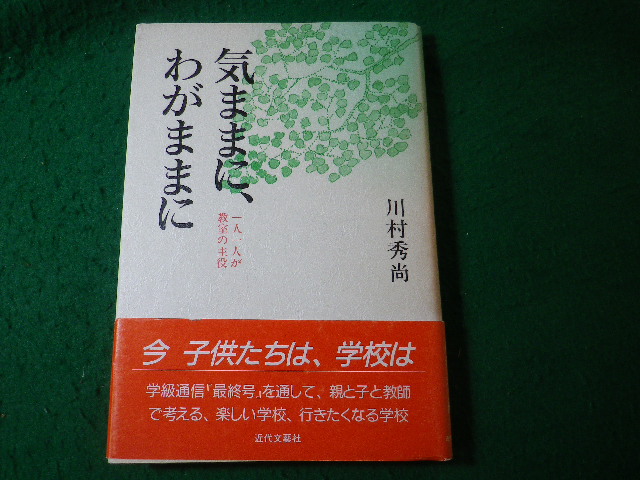 気ままに、
わがままに
一人一人が
教室の主役
川村秀尚
今 子供たちは、学校は
学級通信『最終号』を通して、親と子と教師
で考える、楽しい学校、行きたくなる学校
近代文藝社